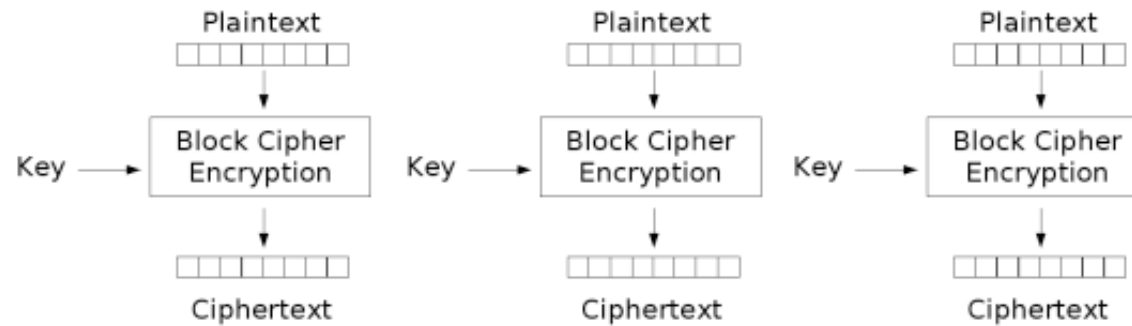 Plaintext Plaintext Plaintext
Key Block Cipher Encryption Key Block Cipher Encryption Key Block Cipher Encryption
Ciphertext Ciphertext Ciphertext